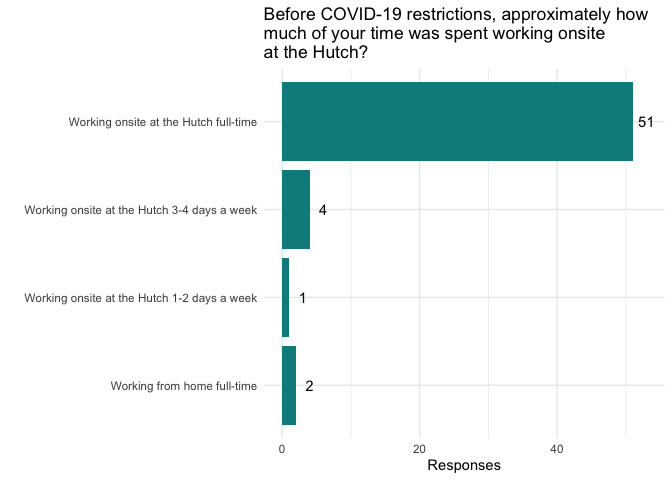 Before COVID-19 restrictions, approximately how
much of your time was spent working onsite
at the Hutch?
Working onsite at the Hutch full-time
51
Working onsite at the Hutch 3-4 days a week
4
Working onsite at the Hutch 1-2 days a week
1
Working from home full-time
2
0
20
40
Responses